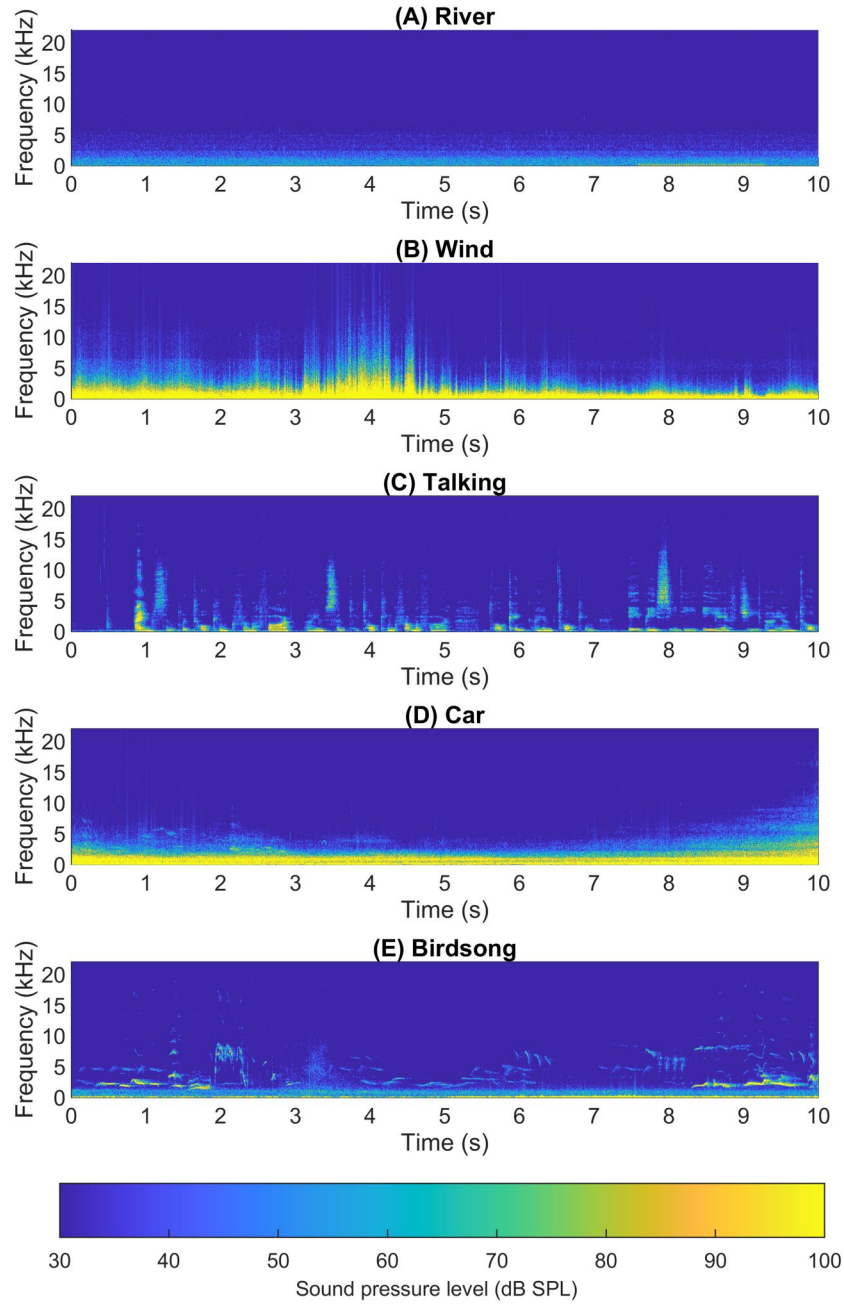 (A) River
Frequency (kHz)
20
15
10
5
0
0 1 2 3 4 5 6 7 8 9 10
Time (s)
(B) Wind
Frequency (kHz)
20
15
10
5
0
0 1 2 3 4 5 6 7 8 9 10
Time (s)
(C) Talking
Frequency (kHz)
20
15
10
5
0
0 1 2 3 4 5 6 7 8 9 10
Time (s)
(D) Car
Frequency (kHz)
20
15
10
5
0
0 1 2 3 4 5 6 7 8 9 10
Time (s)
(E) Birdsong
Frequency (kHz)
20
15
10
5
0
0 1 2 3 4 5 6 7 8 9 10
Time (s)
30 40 50 60 70 80 90 100
Sound pressure level (dB SPL)